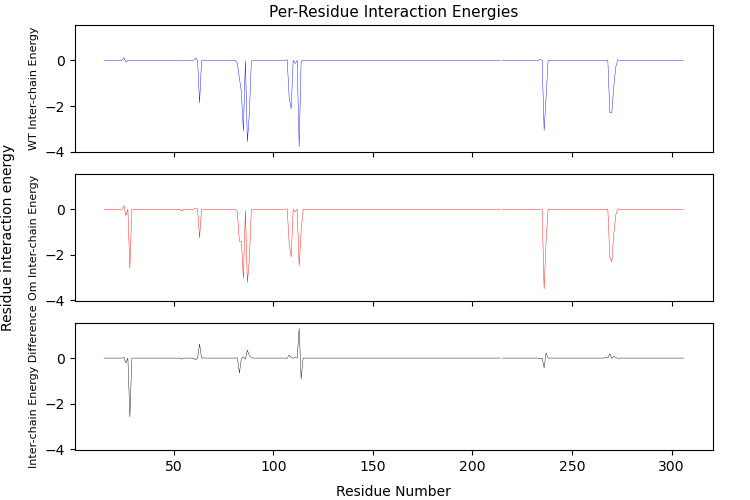 Per-Residue Interaction Energies
Residue interaction energy
WT Inter-chain Energy
0
−2
−4
Om Inter-chain Energy
0
−2
−4
Inter-chain Energy Difference
0
−2
−4
50
100
150
200
250
300
Residue Number